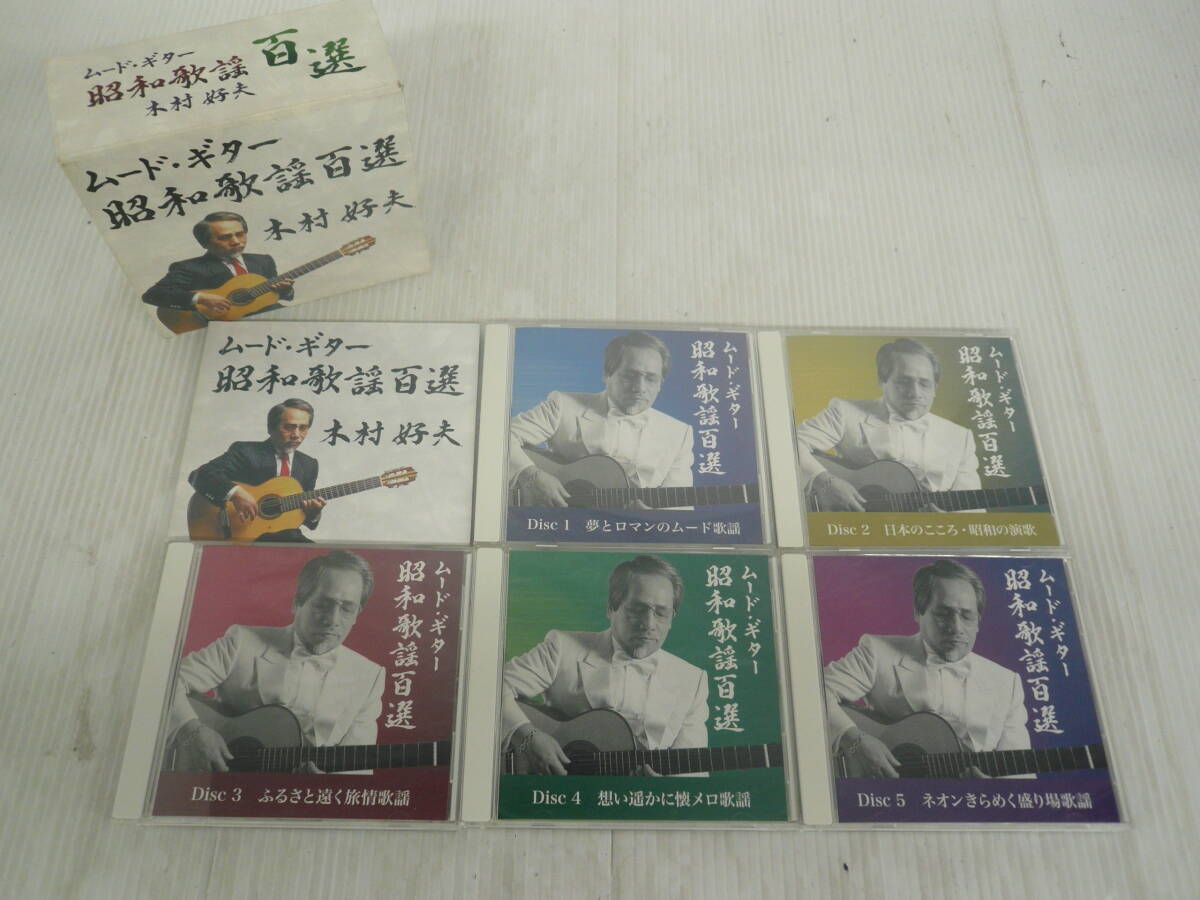 ムード・ギター
昭和歌謡百選
木村 好夫
ムード・ギター
昭和歌謡百選
木村 好夫
ムード・ギター
昭和歌謡百選
木村 好夫
ムード・ギター
昭和歌謡百選
Disc 1 夢とロマンのムード歌謡
ムード・ギター
昭和歌謡百選
Disc 2 日本のこころ・昭和の演歌
ムード・ギター
昭和歌謡百選
Disc 3 ふるさと遠く旅情歌謡
ムード・ギター
昭和歌謡百選
Disc 4 想い遥かに懐メロ歌謡
ムード・ギター
昭和歌謡百選
Disc 5 ネオンきらめく盛り場歌謡